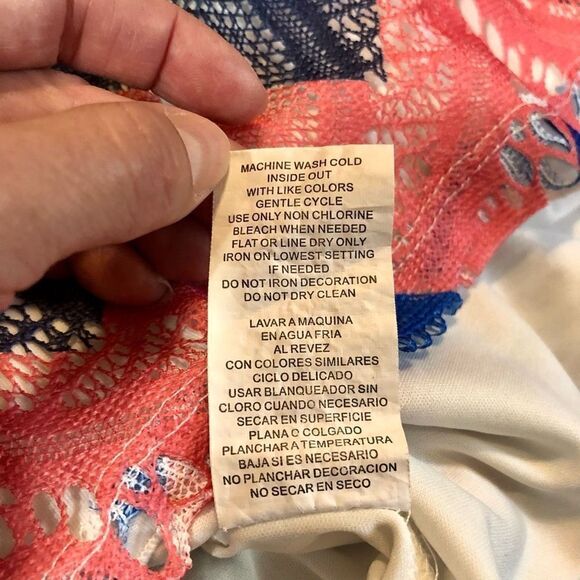 MACHINE WASH COLD
INSIDE OUT
WITH LIKE COLORS
GENTLE CYCLE
USE ONLY NON CHLORINE
BLEACH WHEN NEEDED
FLAT OR LINE DRY ONLY
IRON ON LOWEST SETTING
IF NEEDED
DO NOT IRON DECORATION
DO NOT DRY CLEAN
LAVAR A MAQUINA
EN AGUA FRIA
AL REVEZ
CON COLORES SIMILARES
CICLO DELICADO
USAR BLANQUEADOR SIN
CLORO CUANDO NECESARIO
SECAR EN SUPERFICIE
PLANA O COLGADO
PLANCHAR A TEMPERATURA
BAJA SI ES NECESARIO
NO PLANCHAR DECORACION
NO SECAR EN SECO